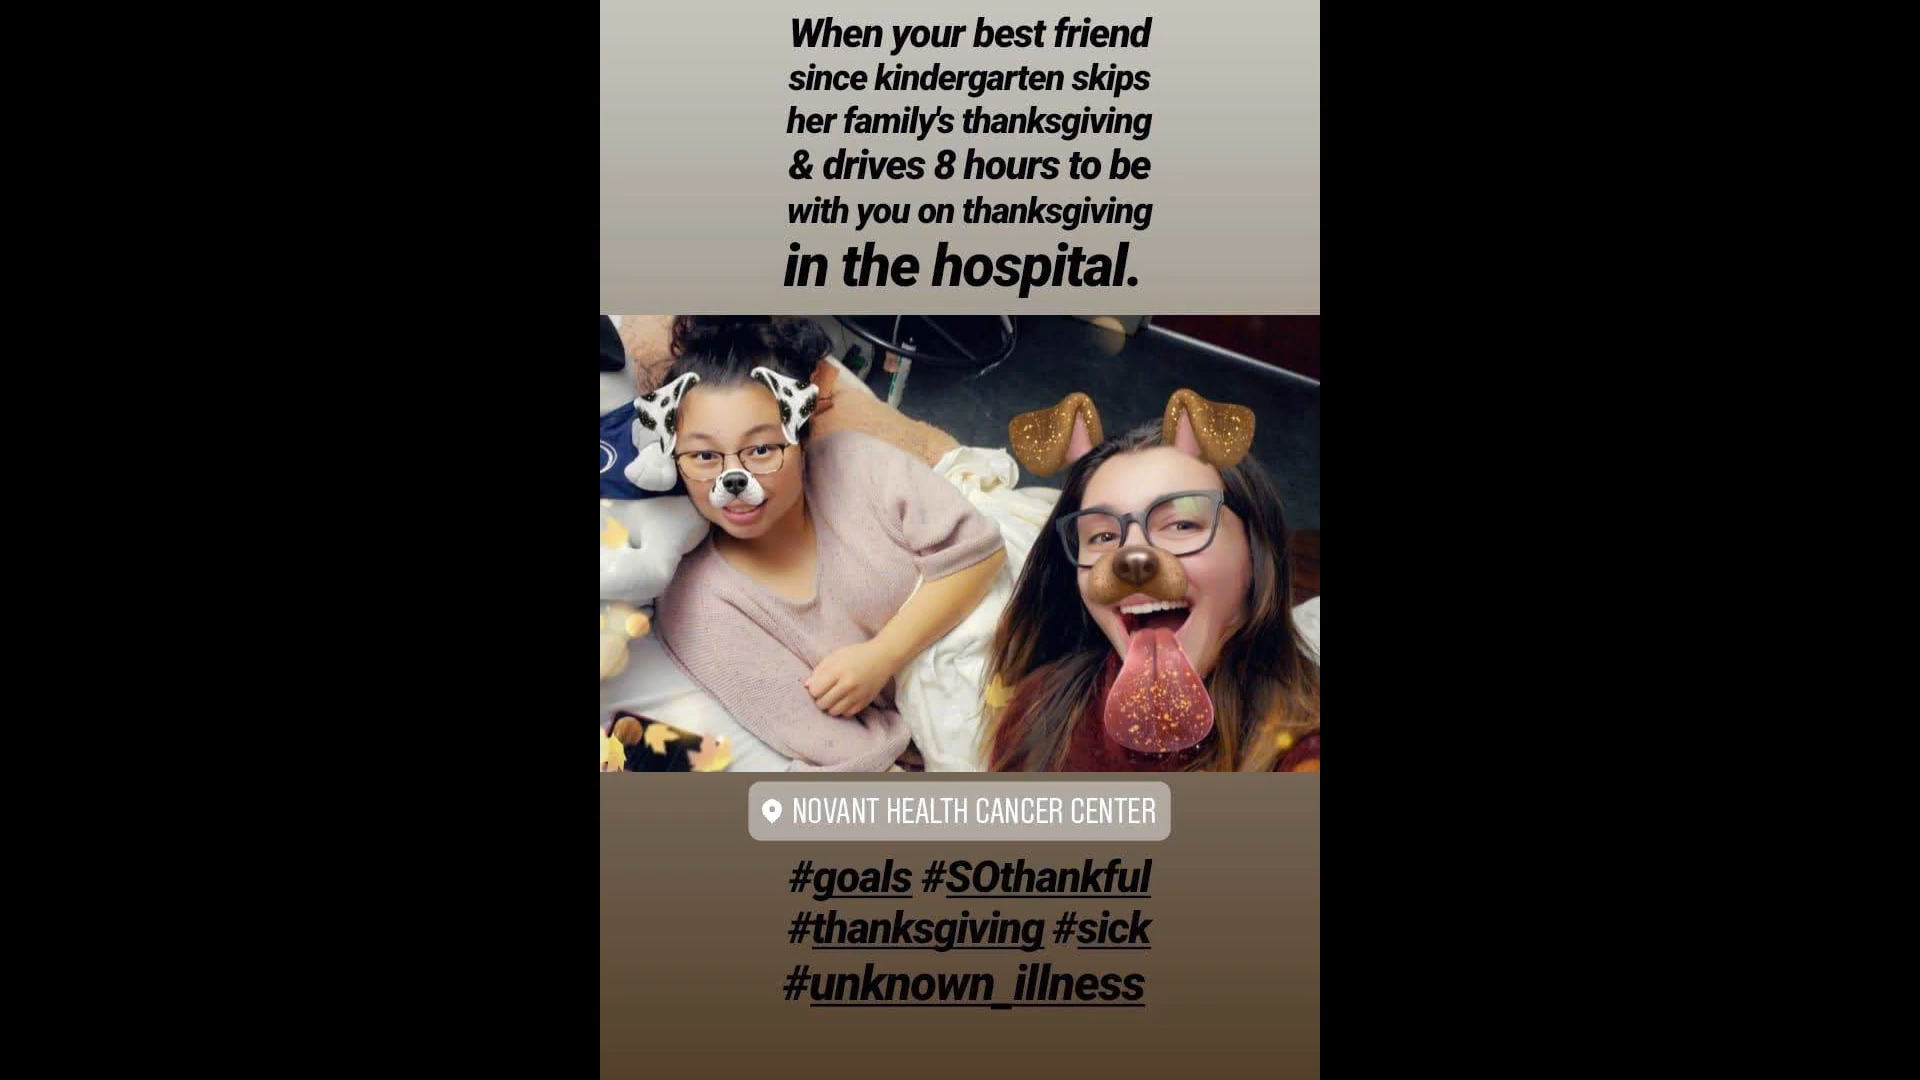 When your best friend
since kindergarten skips
her family's thanksgiving
& drives 8 hours to be
with you on thanksgiving
in the hospital.
NOVANT HEALTH CANCER CENTER
#goals #SOthankful
#thanksgiving #sick
#unknown_illness